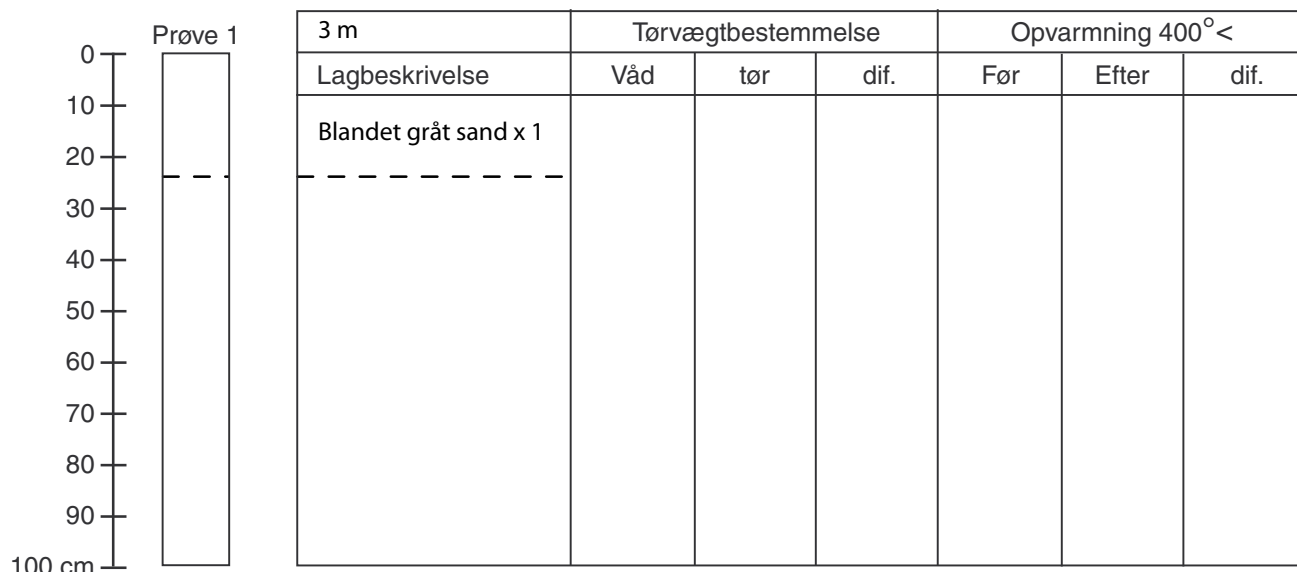 Prøve 1
0
10
20
30
40
50
60
70
80
90
100 cm
3 m Tørvægtbestemmelse Opvarmning 400°<
Lagbeskrivelse Våd tør dif. Før Efter dif.
Blandet gråt sand x 1